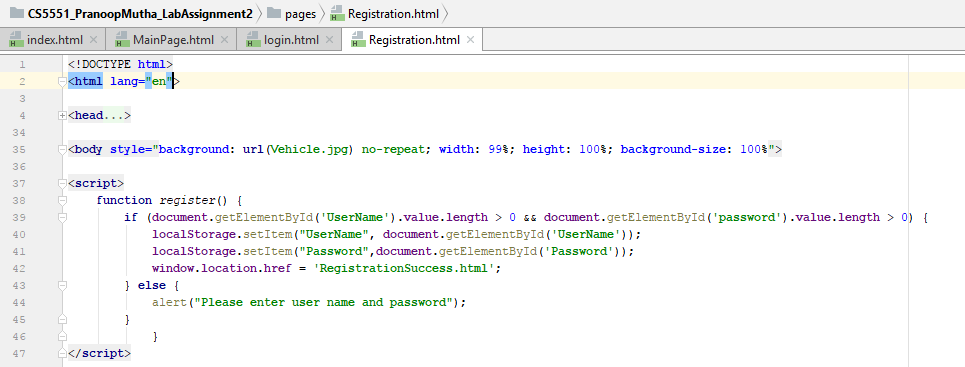 CS5551_PranoopMutha_LabAssignment2 pages Registration.html
index.html MainPage.html login.html Registration.html
1 <!DOCTYPE html>
2 <html lang="en">
3
4 <head...>
34
35 <body style="background: url(Vehicle.jpg) no-repeat; width: 99%; height: 100%; background-size: 100%">
36
37 <script>
38 function register() {
39 if (document.getElementById('UserName').value.length > 0 && document.getElementById('password').value.length > 0) {
40 localStorage.setItem("UserName", document.getElementById('UserName'));
41 localStorage.setItem("Password",document.getElementById('Password'));
42 window.location.href = 'RegistrationSuccess.html';
43 } else {
44 alert("Please enter user name and password");
45 }
46 }
47 </script>